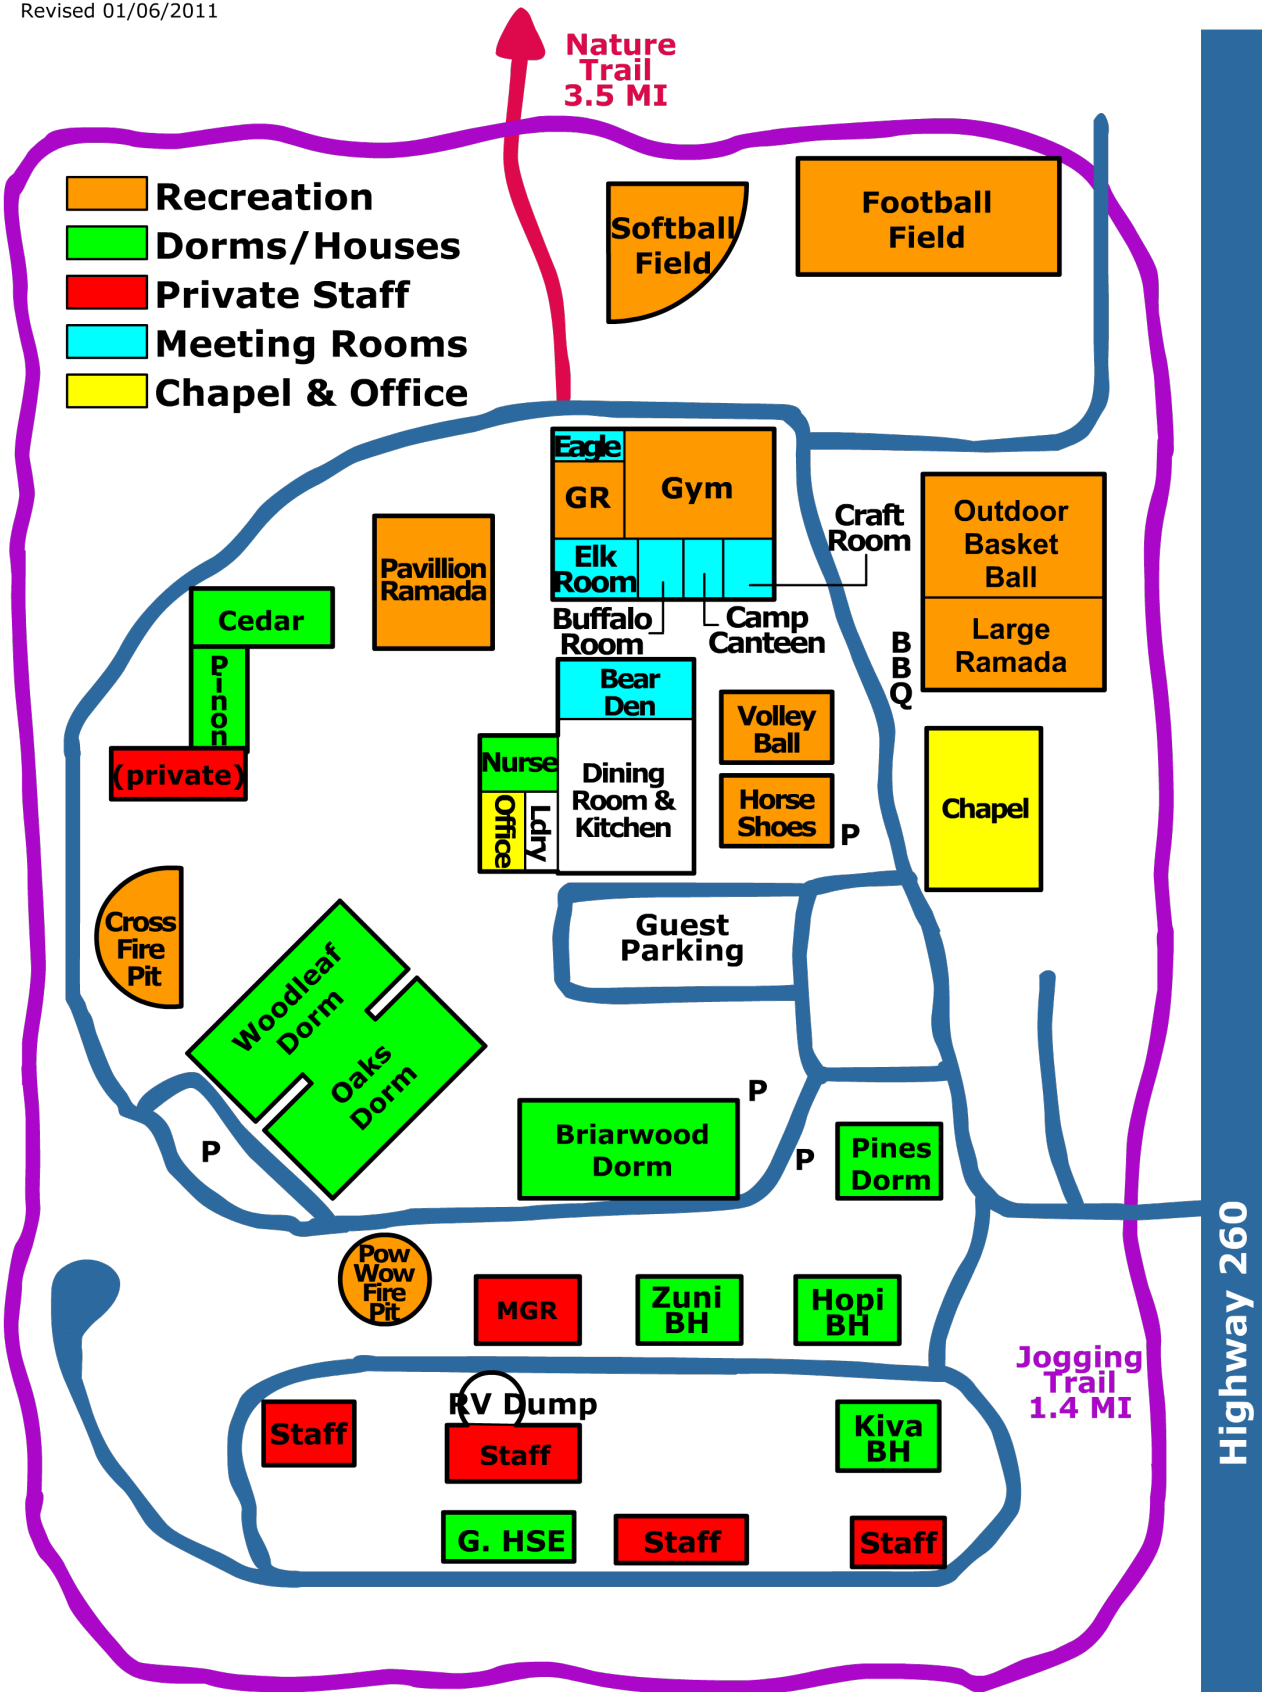 Revised 01/06/2011
Nature
Trail
3.5 MI
Recreation
Dorms/Houses
Private Staff
Meeting Rooms
Chapel & Office
Softball
Field
Football
Field
Eagle
GR
Gym
Elk
Room
Craft
Room
Buffalo
Room
Camp
Canteen
Outdoor
Basket
Ball
Large
Ramada
B
B
Q
Pavillion
Ramada
Cedar
Pinon
(private)
Bear
Den
Nurse
Office
Ldry
Dining
Room &
Kitchen
Volley
Ball
Horse
Shoes
P
Chapel
Cross
Fire
Pit
Guest
Parking
Woodleaf
Dorm
Oaks
Dorm
P
Briarwood
Dorm
P
P
Pines
Dorm
Pow
Wow
Fire
Pit
MGR
Zuni
BH
Hopi
BH
Highway 260
Jogging
Trail
1.4 MI
Staff
RV Dump
Staff
Kiva
BH
G. HSE
Staff
Staff